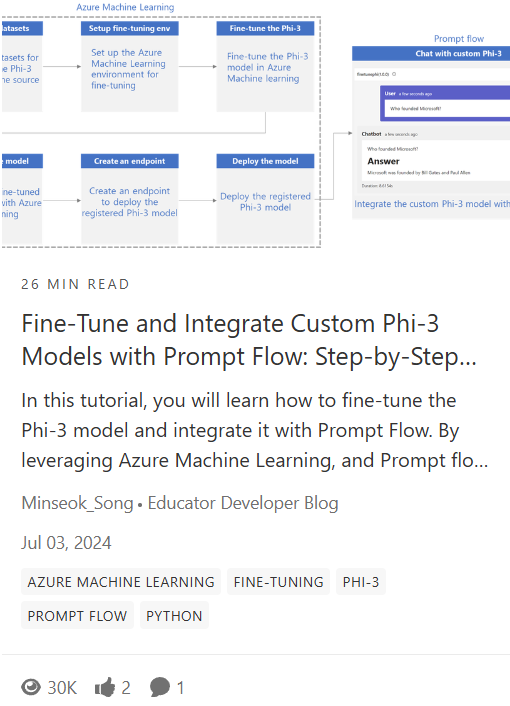 Azure Machine Learning
atasets
Setup fine-tuning env
Fine-tune the Phi-3
tasets for
e Phi-3
ne source
Set up the Azure
Machine Learning
environment for
fine-tuning
Fine-tune the Phi-3
model in Azure
Machine learning
Prompt flow
Chat with custom Phi-3
finetunephi(1.0.0)
User a few seconds ago
Who founded Microsoft?
Chatbot a few seconds ago
Who founded Microsoft?
Answer
Microsoft was founded by Bill Gates and Paul Allen
Integrate the custom Phi-3 model with
model
Create an endpoint
Deploy the model
ine-tuned
with Azure
ning
Create an endpoint
to deploy the
registered Phi-3 model
Deploy the registered
Phi-3 model
26 MIN READ
Fine-Tune and Integrate Custom Phi-3
Models with Prompt Flow: Step-by-Step...
In this tutorial, you will learn how to fine-tune the
Phi-3 model and integrate it with Prompt Flow. By
leveraging Azure Machine Learning, and Prompt flo...
Minseok_Song • Educator Developer Blog
Jul 03, 2024
AZURE MACHINE LEARNING FINE-TUNING PHI-3
PROMPT FLOW PYTHON
30K 2 1